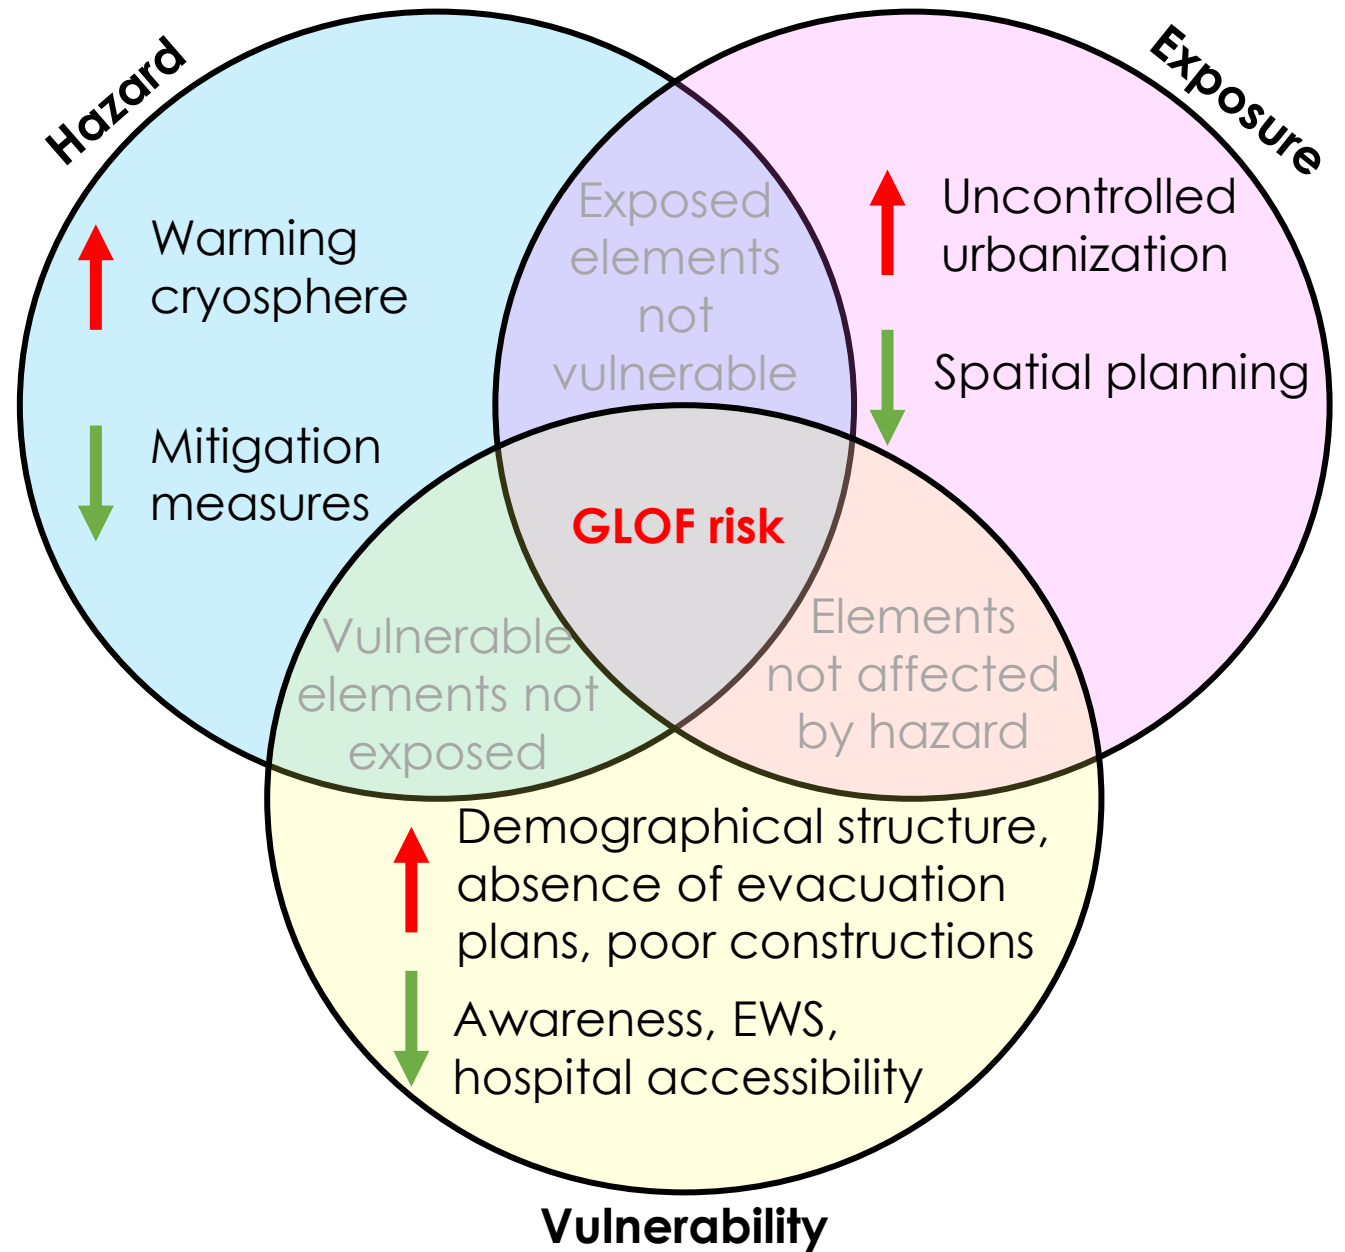 Hazard
Exposure
Warming
cryosphere
Mitigation
measures
Exposed
elements
not
vulnerable
Uncontrolled
urbanization
Spatial planning
GLOF risk
Vulnerable
elements not
exposed
Elements
not affected
by hazard
Demographical structure,
absence of evacuation
plans, poor constructions
Awareness, EWS,
hospital accessibility
Vulnerability